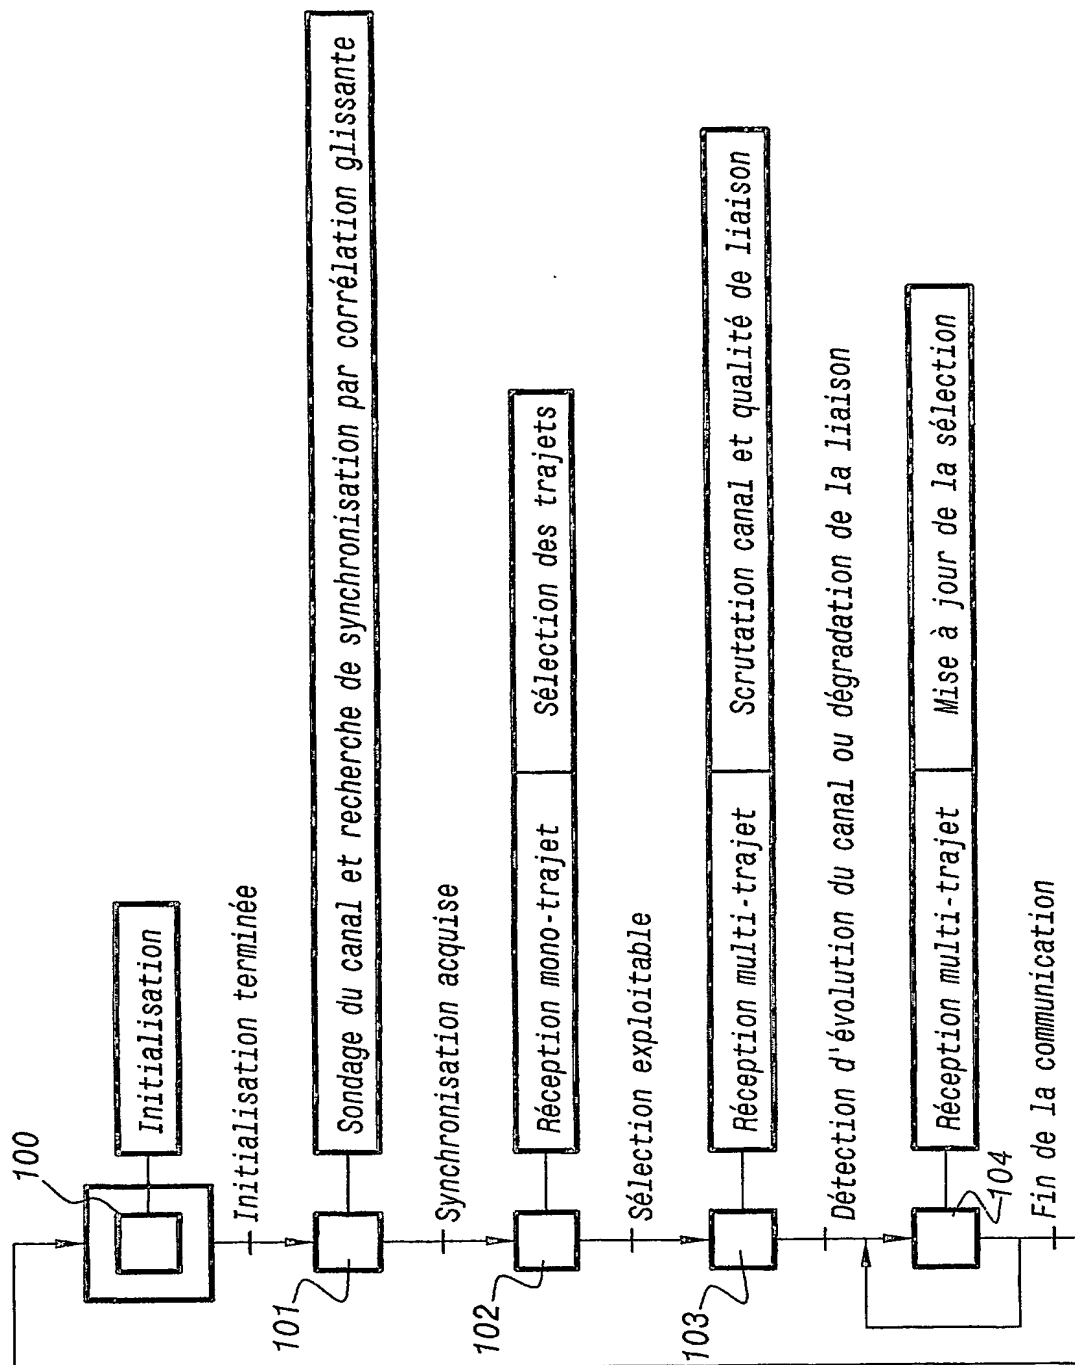 100
Initialisation
Initialisation terminée
101
Sondage du canal et recherche de synchronisation par corrélation glissante
Synchronisation acquise
102
Réception mono-trajet
Sélection des trajets
Sélection exploitable
103
Réception multi-trajet
Scrutation canal et qualité de liaison
Détection d'évolution du canal ou dégradation de la liaison
104
Réception multi-trajet
Mise à jour de la sélection
Fin de la communication